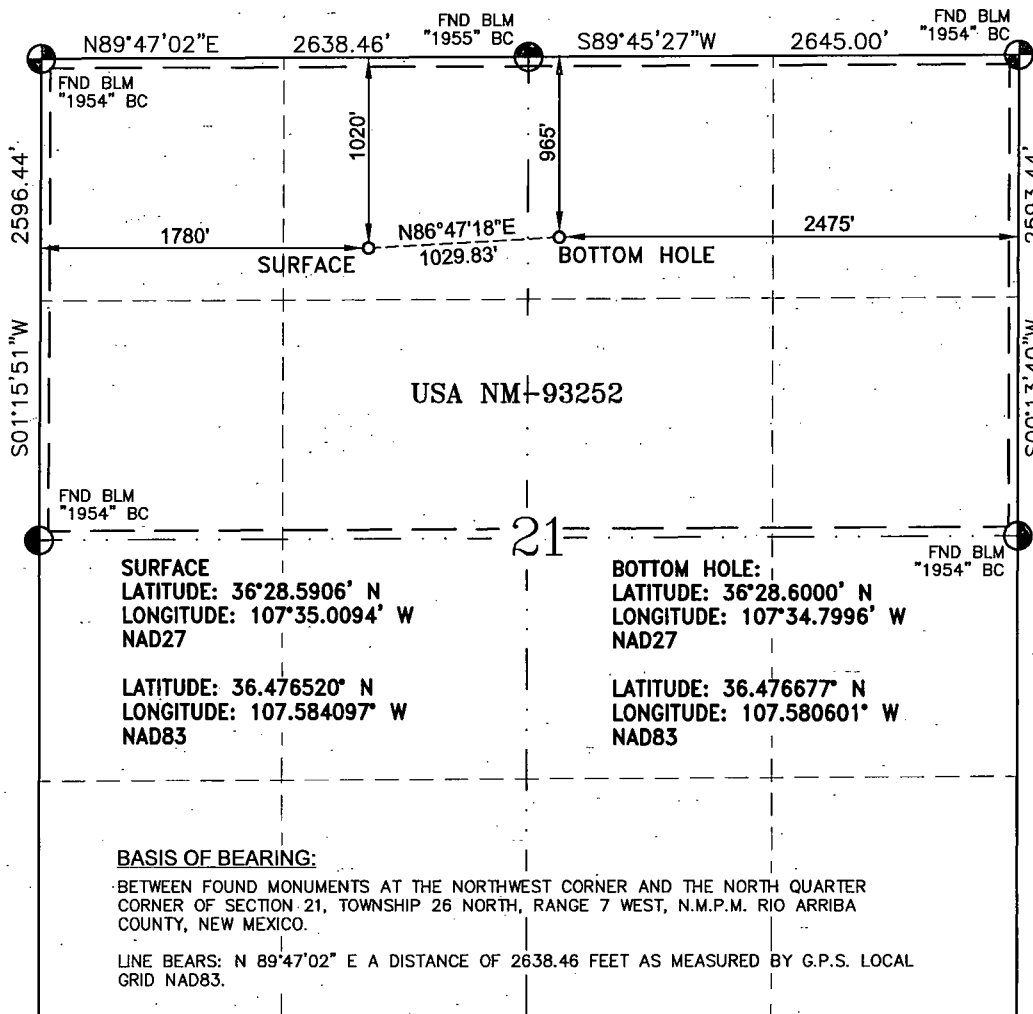 FND BLM
"1955" BC
FND BLM
"1954" BC
N89°47'02"E
2638.46'
S89°45'27"W
2645.00'
FND BLM
"1954" BC
2596.44'
S01°15'51"W
1020'
965'
2593.44'
S00°13'40"W
1780'
N86°47'18"E
1029.83'
2475'
SURFACE
BOTTOM HOLE
USA NM-93252
FND BLM
"1954" BC
21
FND BLM
"1954" BC
SURFACE
LATITUDE: 36°28.5906' N
LONGITUDE: 107°35.0094' W
NAD27
LATITUDE: 36.476520° N
LONGITUDE: 107.584097° W
NAD83
BOTTOM HOLE:
LATITUDE: 36°28.6000' N
LONGITUDE: 107°34.7996' W
NAD27
LATITUDE: 36.476677° N
LONGITUDE: 107.580601° W
NAD83
BASIS OF BEARING:
BETWEEN FOUND MONUMENTS AT THE NORTHWEST CORNER AND THE NORTH QUARTER
CORNER OF SECTION 21, TOWNSHIP 26 NORTH, RANGE 7 WEST, N.M.P.M. RIO ARRIBA
COUNTY, NEW MEXICO.
LINE BEARS: N 89°47'02" E A DISTANCE OF 2638.46 FEET AS MEASURED BY G.P.S. LOCAL
GRID NAD83.